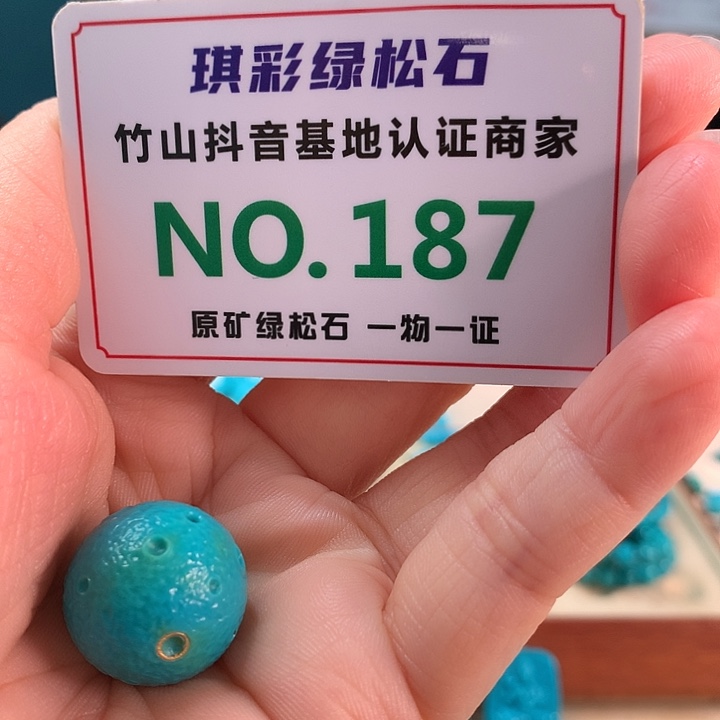 琪彩绿松石
竹山抖音基地认证商家
NO.187
原矿绿松石 一物一证